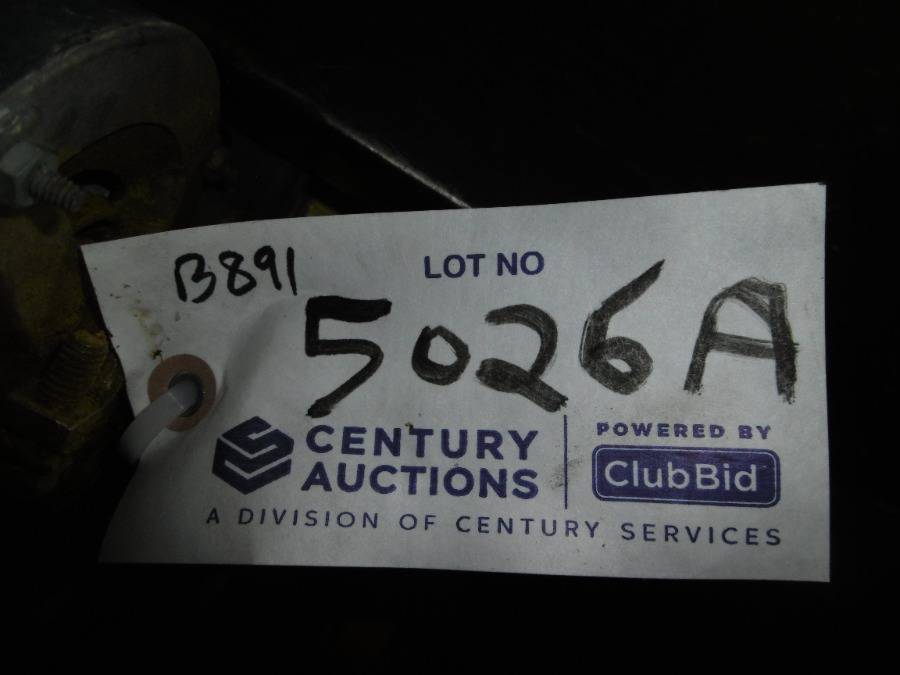 B891
LOT NO
5026A
CENTURY AUCTIONS
POWERED BY
ClubBid
A DIVISION OF CENTURY SERVICES